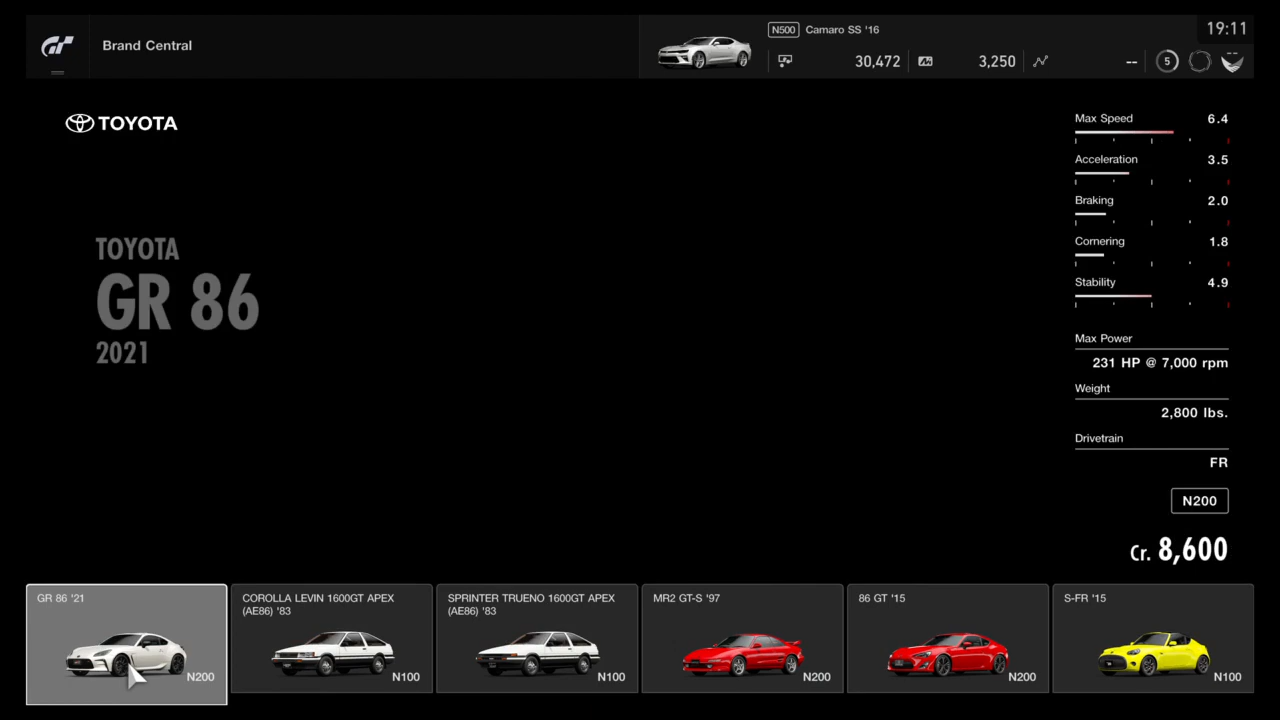 Brand Central
N500 Camaro SS '16
30,472
3,250
--
5
--
19:11
TOYOTA
TOYOTA
GR 86
2021
Max Speed 6.4
Acceleration 3.5
Braking 2.0
Cornering 1.8
Stability 4.9
Max Power
231 HP @ 7,000 rpm
Weight
2,800 lbs.
Drivetrain
FR
N200
Cr. 8,600
GR 86 '21
N200
COROLLA LEVIN 1600GT APEX
(AE86) '83
N100
SPRINTER TRUENO 1600GT APEX
(AE86) '83
N100
MR2 GT-S '97
N200
86 GT '15
N200
S-FR '15
N100